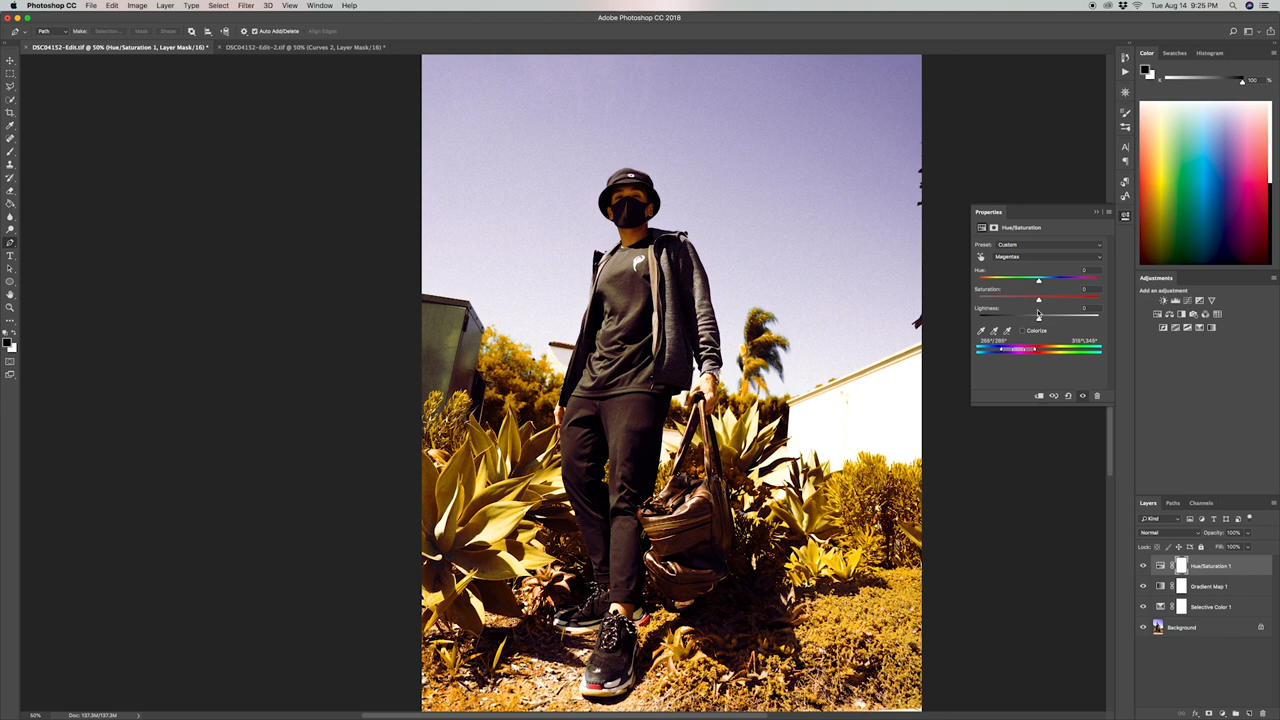 Photoshop CC File Edit Image Layer Type Select Filter 3D View Window Help Tue Aug 14 9:25 PM
Adobe Photoshop CC 2018
Path Make: Selection... Mask Shape Auto Add/Delete Align Edges
DSC04152-Edit.tif @ 50% (Hue/Saturation 1, Layer Mask/16) * DSC04152-Edit-2.tif @ 50% (Curves 2, Layer Mask/16) *
Color Swatches Histogram
K 100 %
Properties
Hue/Saturation
Preset: Custom
Magentas
Hue: 0
Saturation: 0
Lightness: 0
Colorize
315°\345°
Adjustments
Add an adjustment
Layers Paths Channels
Kind
Normal Opacity: 100%
Lock: Fill: 100%
Hue/Saturation 1
Gradient Map 1
Selective Color 1
Background
50% Doc: 137.3M/137.3M